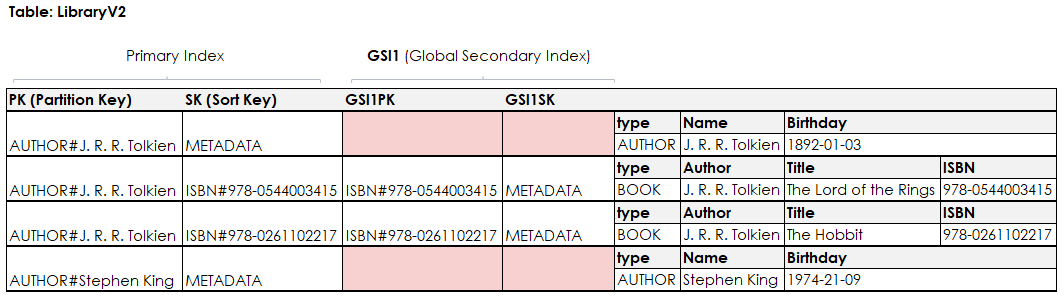 Table: LibraryV2
Primary Index GSI1 (Global Secondary Index)
PK (Partition Key) SK (Sort Key) GSI1PK GSI1SK
type Name Birthday
AUTHOR#J. R. R. Tolkien METADATA AUTHOR J. R. R. Tolkien 1892-01-03
type Author Title ISBN
AUTHOR#J. R. R. Tolkien ISBN#978-0544003415 ISBN#978-0544003415 METADATA BOOK J. R. R. Tolkien The Lord of the Rings 978-0544003415
type Author Title ISBN
AUTHOR#J. R. R. Tolkien ISBN#978-0261102217 ISBN#978-0261102217 METADATA BOOK J. R. R. Tolkien The Hobbit 978-0261102217
type Name Birthday
AUTHOR#Stephen King METADATA AUTHOR Stephen King 1974-21-09